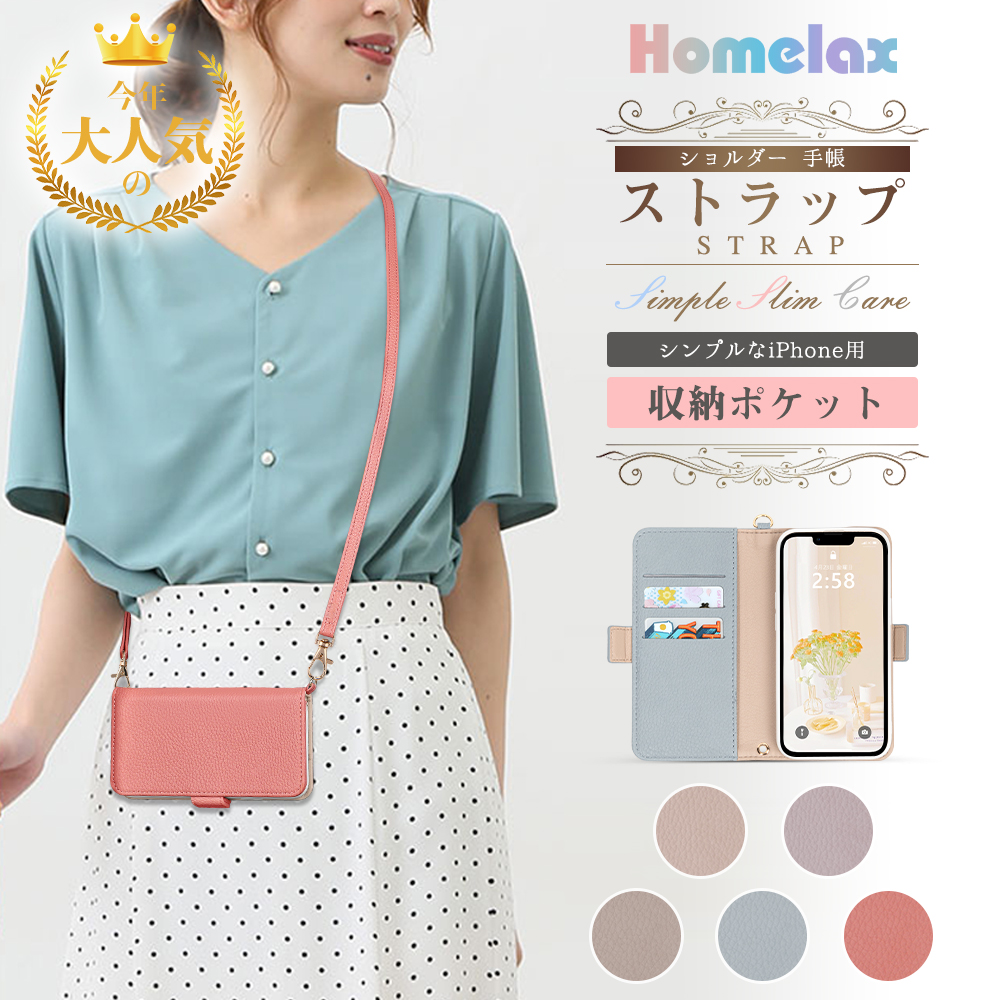 今年
大人気
の
Homelax
ショルダー 手帳
ストラップ
STRAP
Simple Slim Care
シンプルなiPhone用
収納ポケット
2:58